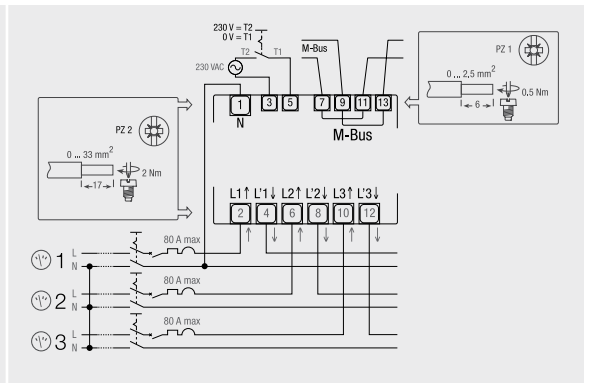 230 V = T2
0 V = T1
T2 T1
230 VAC
M-Bus
PZ 1
0 ... 2,5 mm²
6
0.5 Nm
PZ 2
0 ... 33 mm²
17
2 Nm
1 3 5 7 9 11 13
N
M-Bus
L1↑ L'1↓ L2↑ L'2↓ L3↑ L'3↓
2 4 6 8 10 12
80 A max
1 L
N
80 A max
2 L
N
80 A max
3 L
N